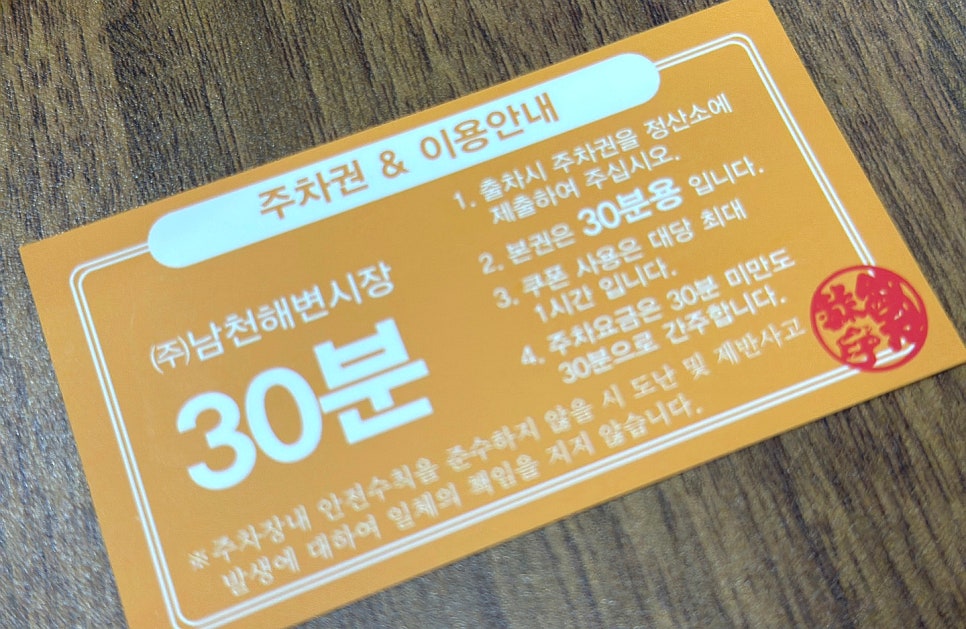 주차권 & 이용안내
(주)남천해변시장
30분
1. 출차시 주차권을 정산소에
제출하여 주십시오.
2. 본권은 30분용 입니다.
3. 쿠폰 사용은 대당 최대
1시간 입니다.
4. 주차요금은 30분 미만도
30분으로 간주합니다.
※주차장내 안전수칙을 준수하지 않을 시 도난 및 제반사고
발생에 대하여 일체의 책임을 지지 않습니다.